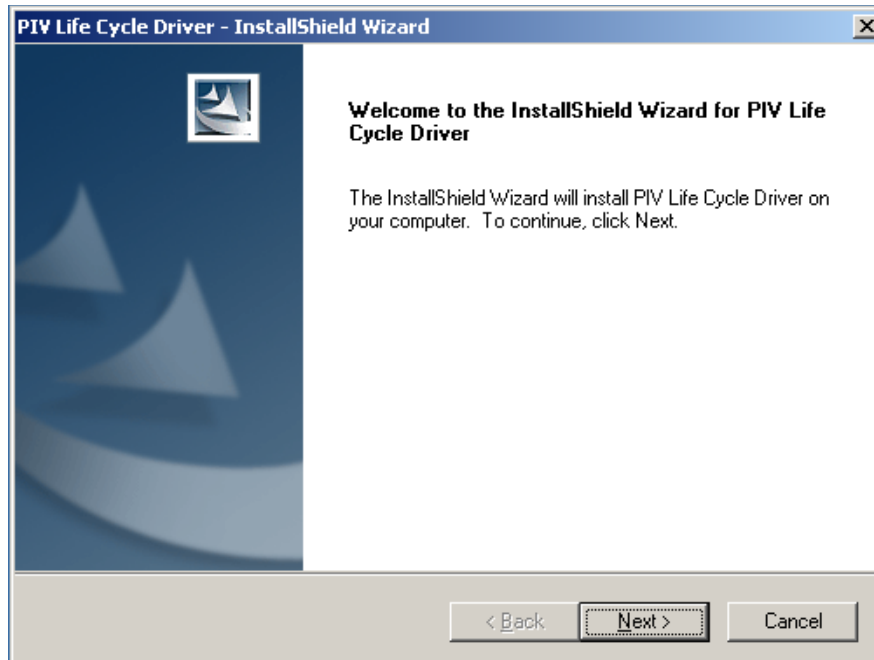 PIV Life Cycle Driver - InstallShield Wizard
Welcome to the InstallShield Wizard for PIV Life
Cycle Driver
The InstallShield Wizard will install PIV Life Cycle Driver on
your computer.  To continue, click Next.
< Back
Next >
Cancel